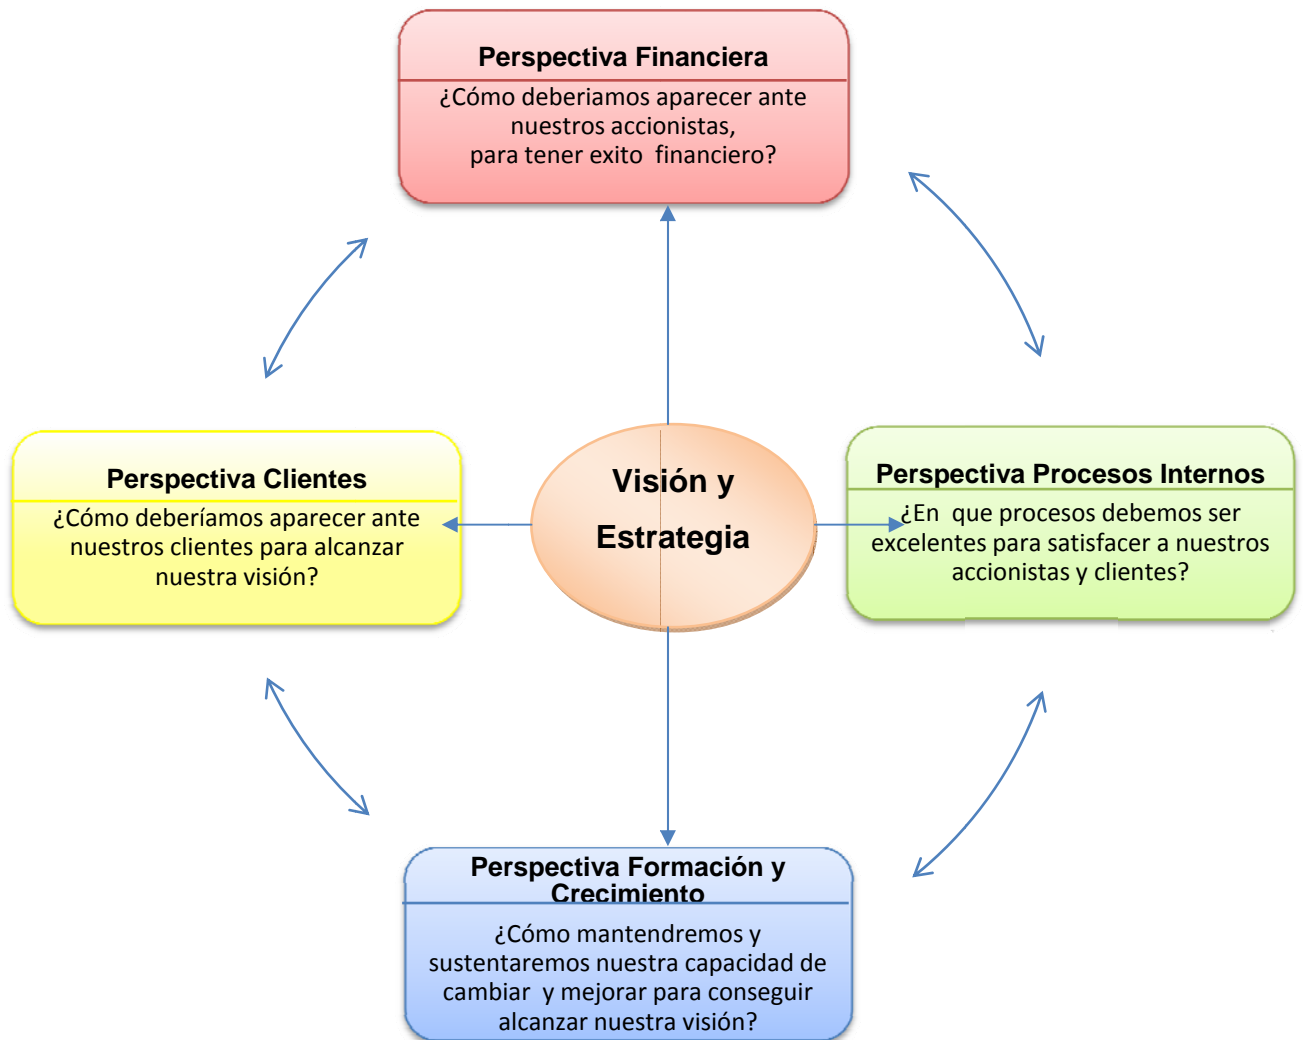 Perspectiva Financiera
¿Cómo deberiamos aparecer ante
nuestros accionistas,
para tener exito  financiero?
Perspectiva Clientes
¿Cómo deberíamos aparecer ante
nuestros clientes para alcanzar
nuestra visión?
Visión y
Estrategia
Perspectiva Procesos Internos
¿En  que procesos debemos ser
excelentes para satisfacer a nuestros
accionistas y clientes?
Perspectiva Formación y
Crecimiento
¿Cómo mantendremos y
sustentaremos nuestra capacidad de
cambiar  y mejorar para conseguir
alcanzar nuestra visión?